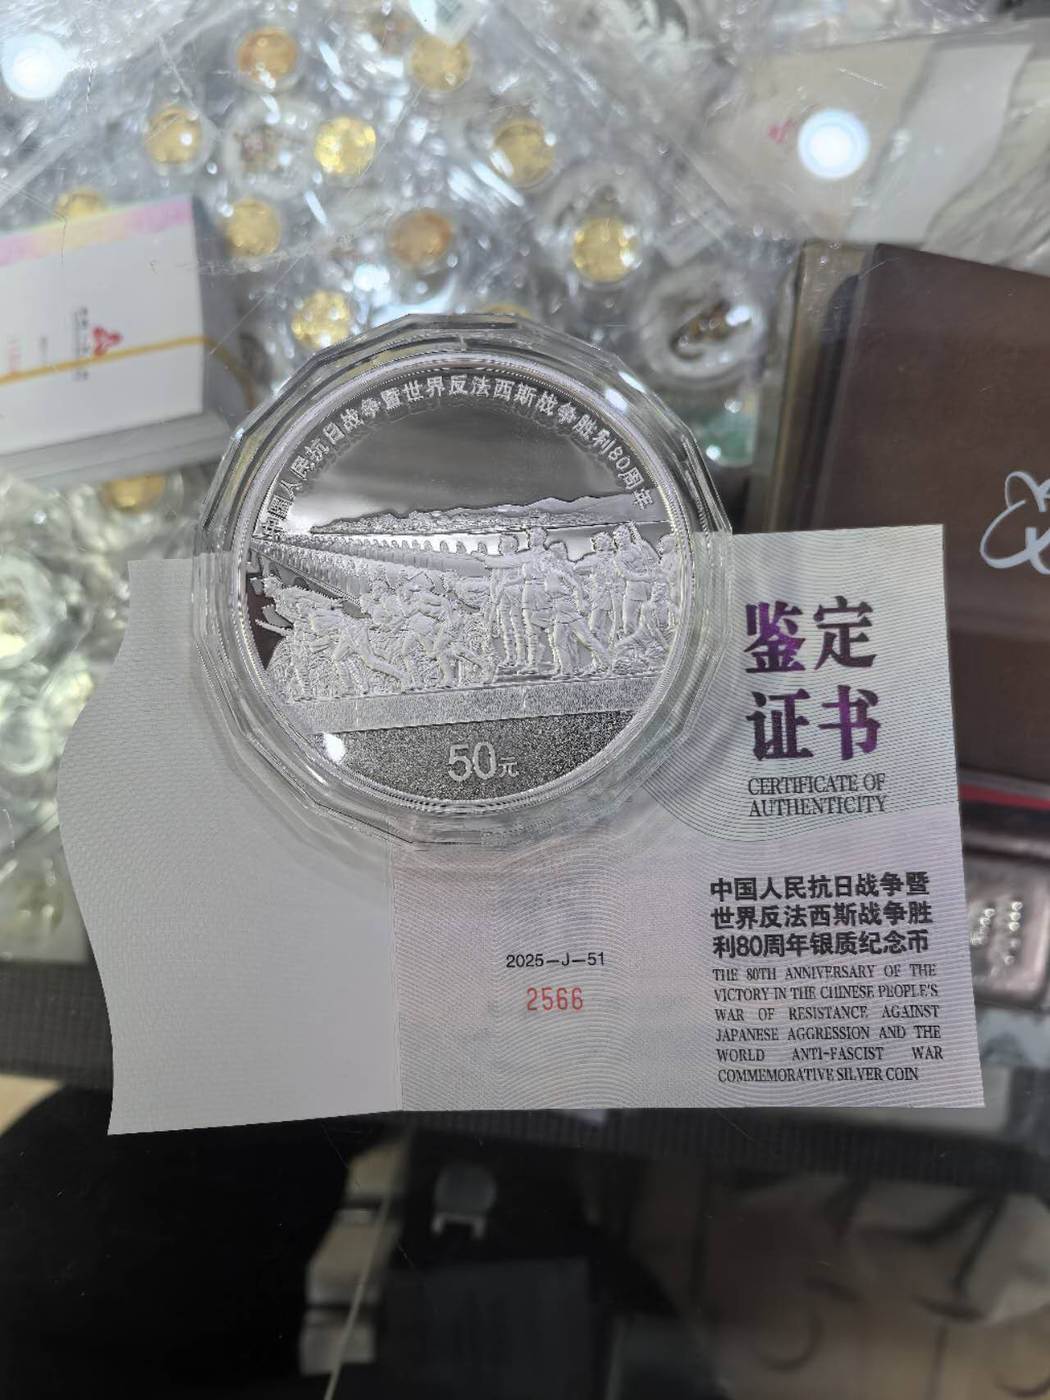 中国人民抗日战争暨世界反法西斯战争胜利80周年
50元
鉴定
证书
CERTIFICATE OF
AUTHENTICITY
中国人民抗日战争暨
世界反法西斯战争胜
利80周年银质纪念币
THE 80TH ANNIVERSARY OF THE
VICTORY IN THE CHINESE PEOPLE'S
WAR OF RESISTANCE AGAINST
JAPANESE AGGRESSION AND THE
WORLD ANTI-FASCIST WAR
COMMEMORATIVE SILVER COIN
2025-J-51
2566